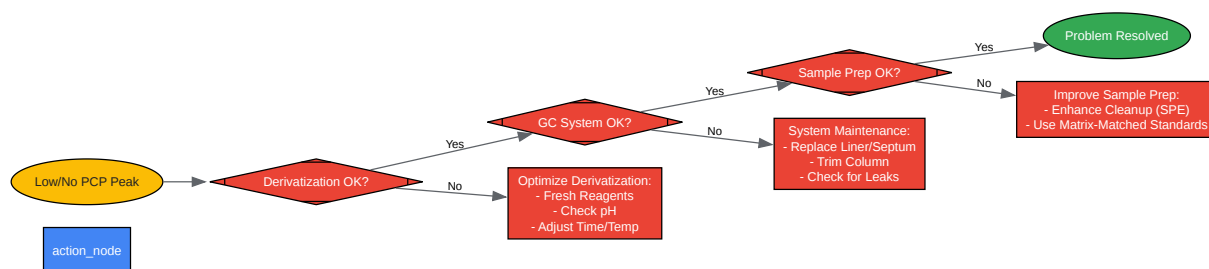 Low/No PCP Peak
Derivatization OK?
Yes
No
GC System OK?
Optimize Derivatization:
- Fresh Reagents
- Check pH
- Adjust Time/Temp
Yes
No
Sample Prep OK?
System Maintenance:
- Replace Liner/Septum
- Trim Column
- Check for Leaks
Yes
No
Problem Resolved
Improve Sample Prep:
- Enhance Cleanup (SPE)
- Use Matrix-Matched Standards
action_node